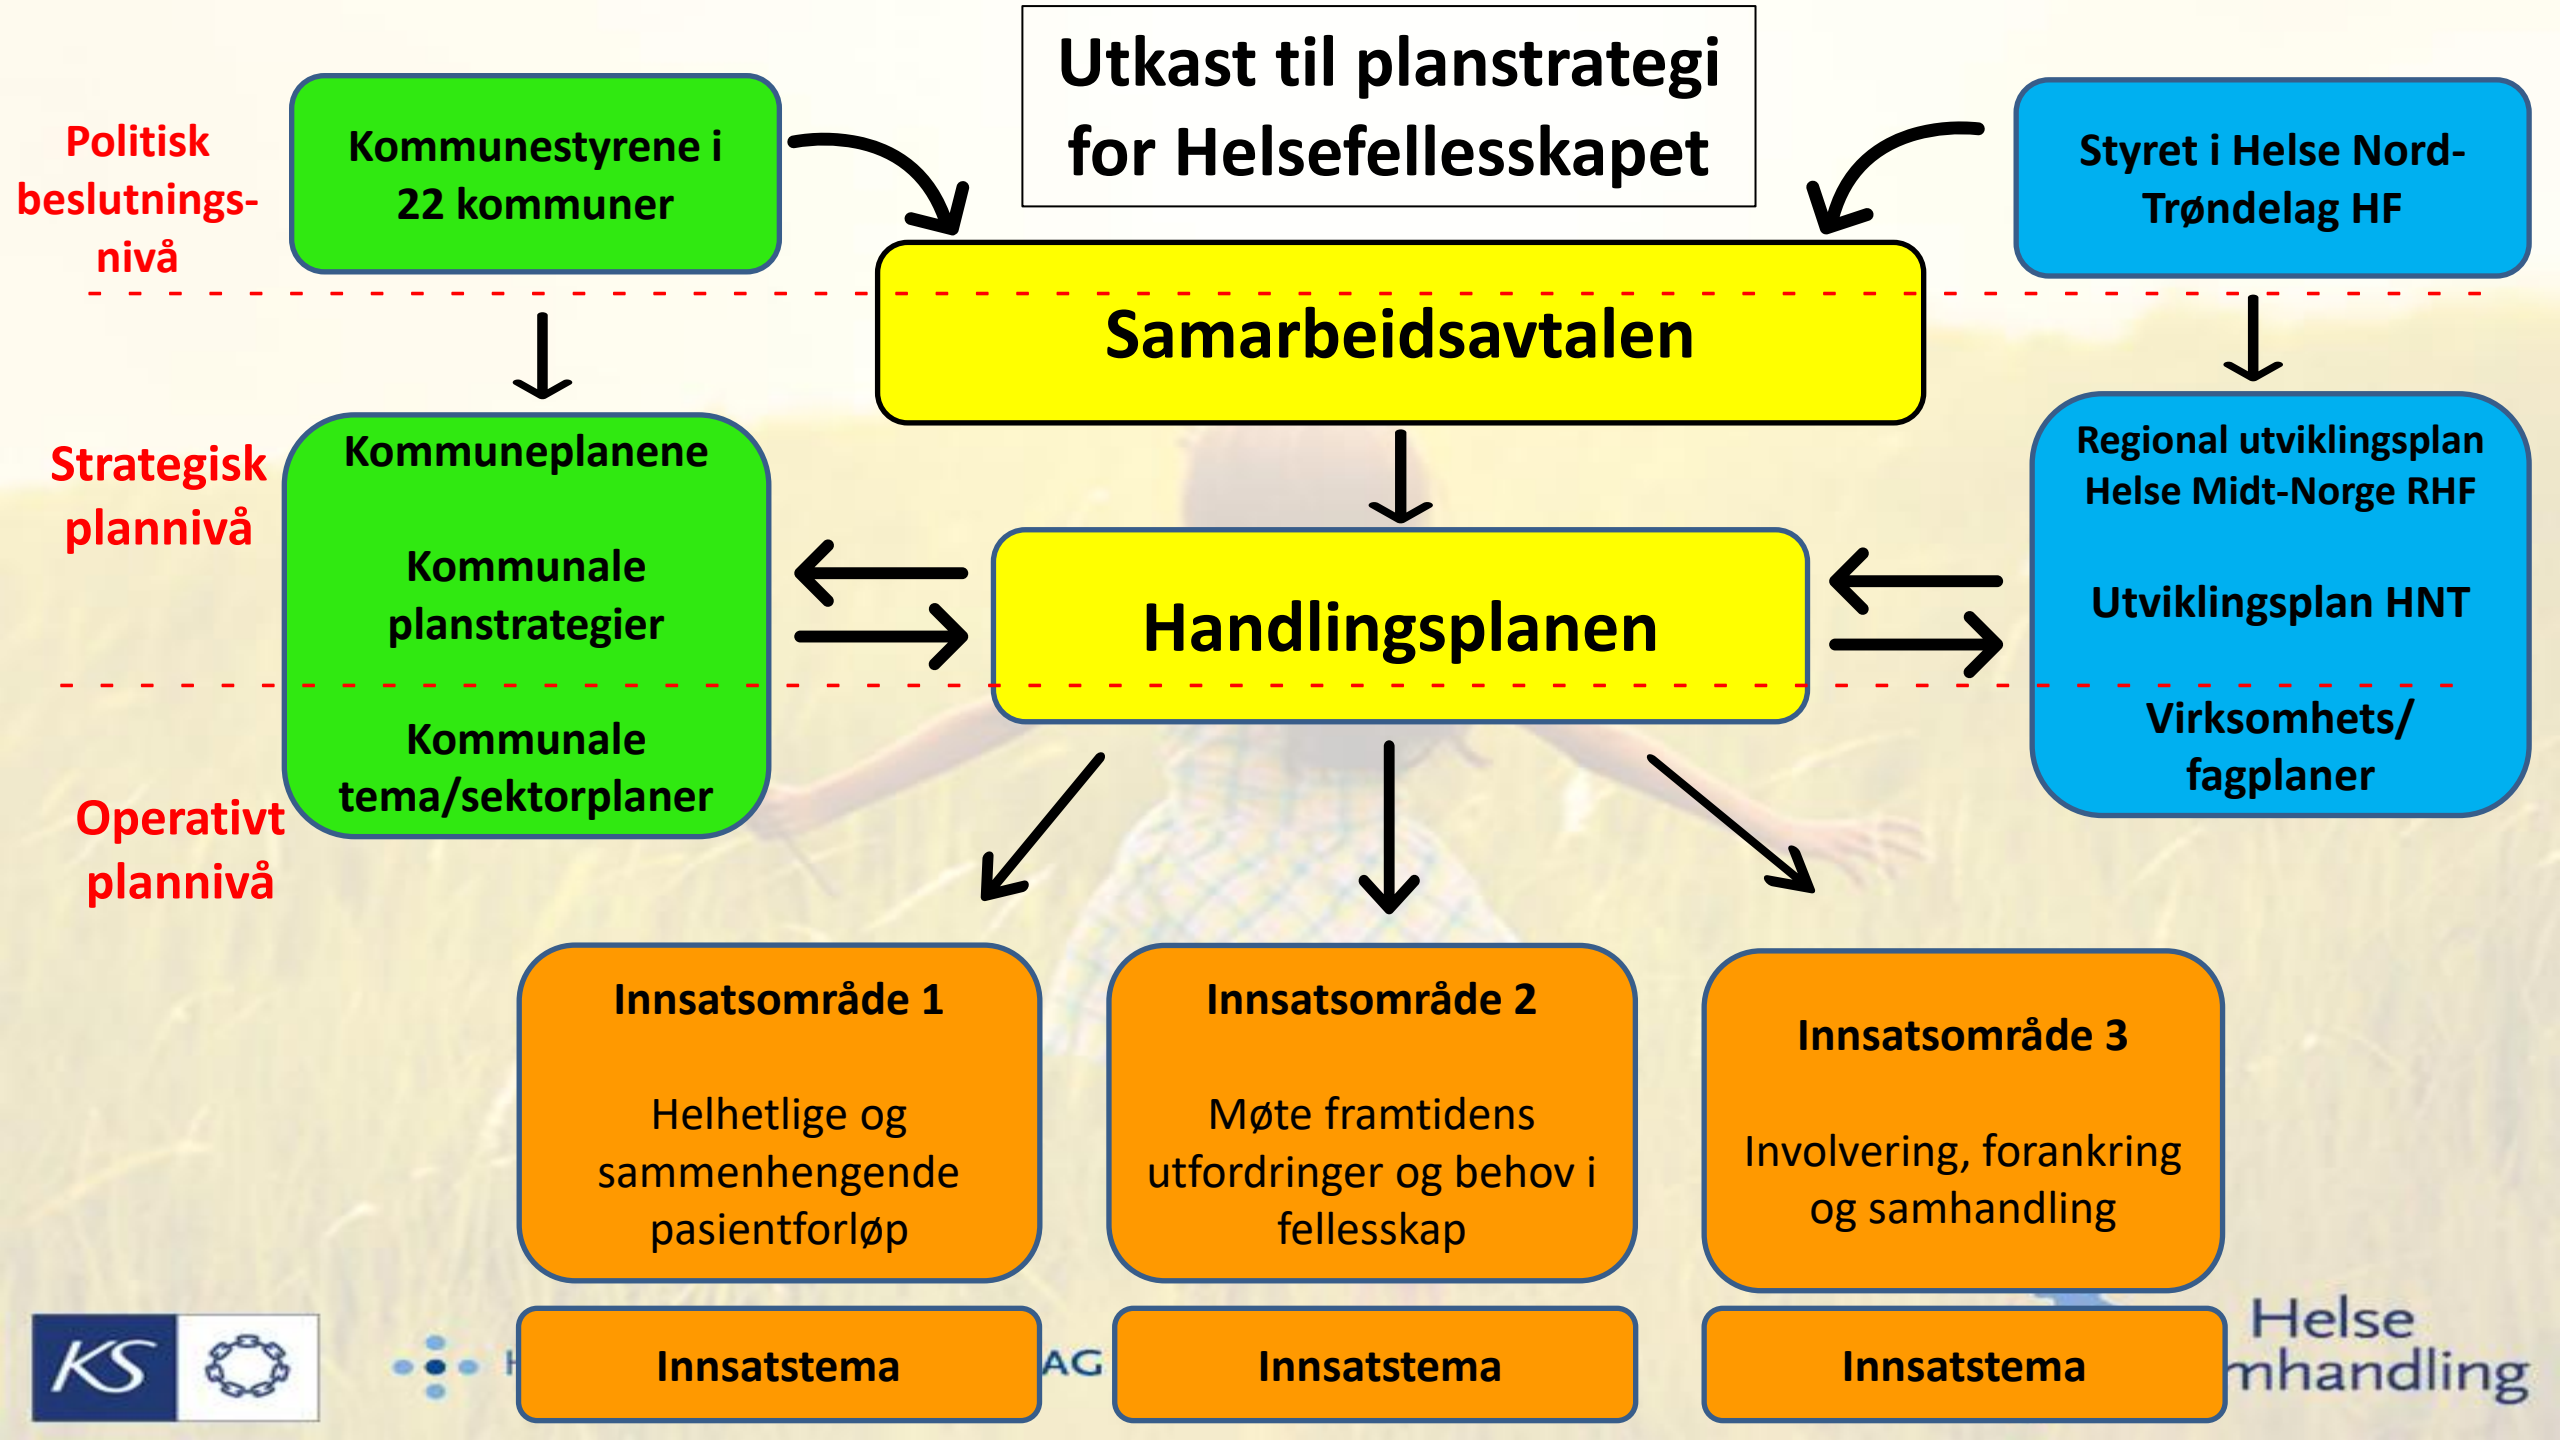 Utkast til planstrategi
for Helsefellesskapet
Politisk
beslutnings-
nivå
Kommunestyrene i
22 kommuner
Styret i Helse Nord-
Trøndelag HF
Samarbeidsavtalen
Strategisk
plannivå
Kommuneplanene
Kommunale
planstrategier
Kommunale
tema/sektorplaner
Handlingsplanen
Regional utviklingsplan
Helse Midt-Norge RHF
Utviklingsplan HNT
Virksomhets/
fagplaner
Operativt
plannivå
Innsatsområde 1
Helhetlige og
sammenhengende
pasientforløp
Innsatsområde 2
Møte framtidens
utfordringer og behov i
fellesskap
Innsatsområde 3
Involvering, forankring
og samhandling
Innsatstema
Innsatstema
Innsatstema
KS
AG
Helse
mhandling